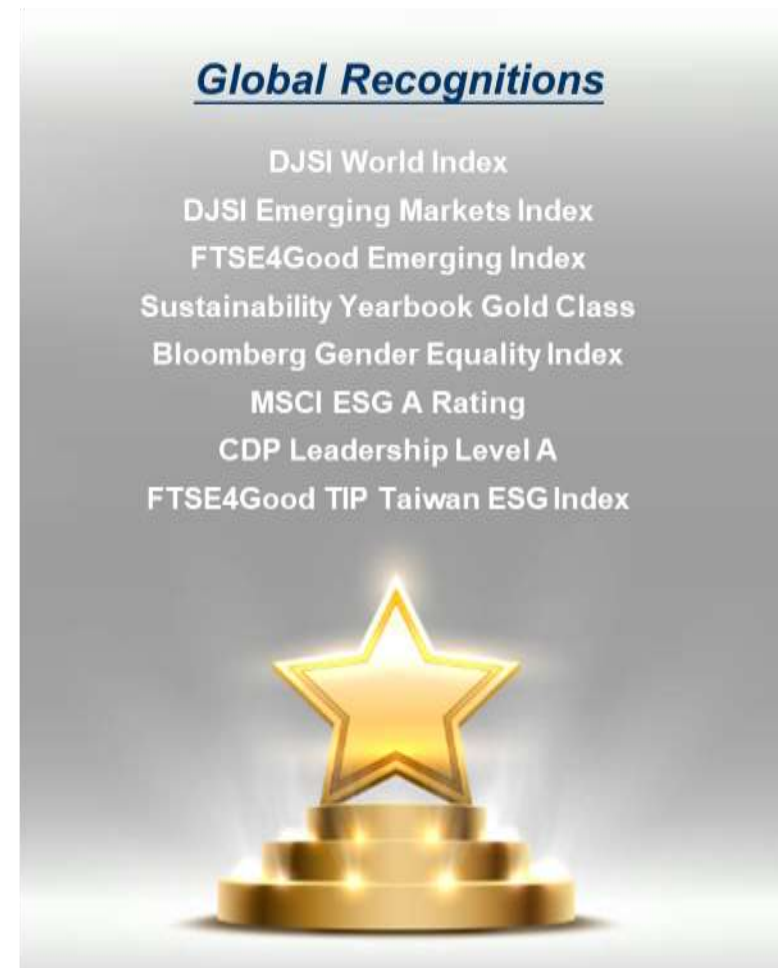 Global Recognitions
DJSI World Index
DJSI Emerging Markets Index
FTSE4Good Emerging Index
Sustainability Yearbook Gold Class
Bloomberg Gender Equality Index
MSCI ESG A Rating
CDP Leadership Level A
FTSE4Good TIP Taiwan ESG Index